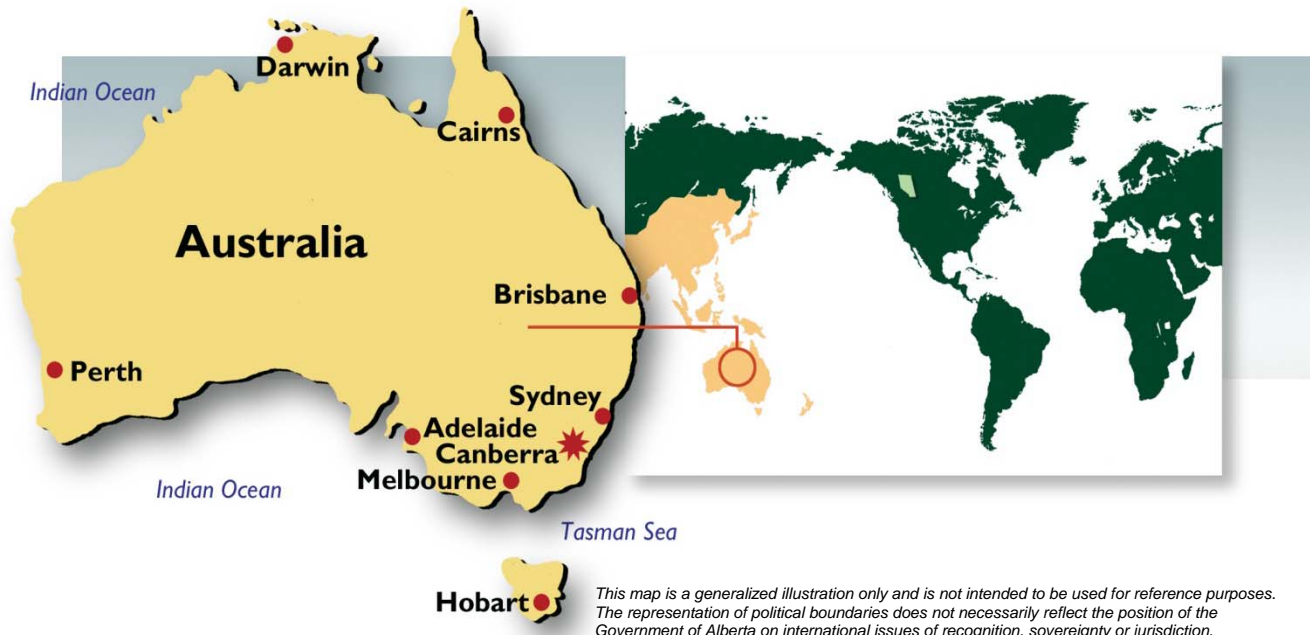 Darwin
Indian Ocean
Cairns
Australia
Brisbane
Perth
Sydney
Adelaide
Canberra
Melbourne
Indian Ocean
Tasman Sea
Hobart
This map is a generalized illustration only and is not intended to be used for reference purposes.
The representation of political boundaries does not necessarily reflect the position of the
Government of Alberta on international issues of recognition, sovereignty or jurisdiction.